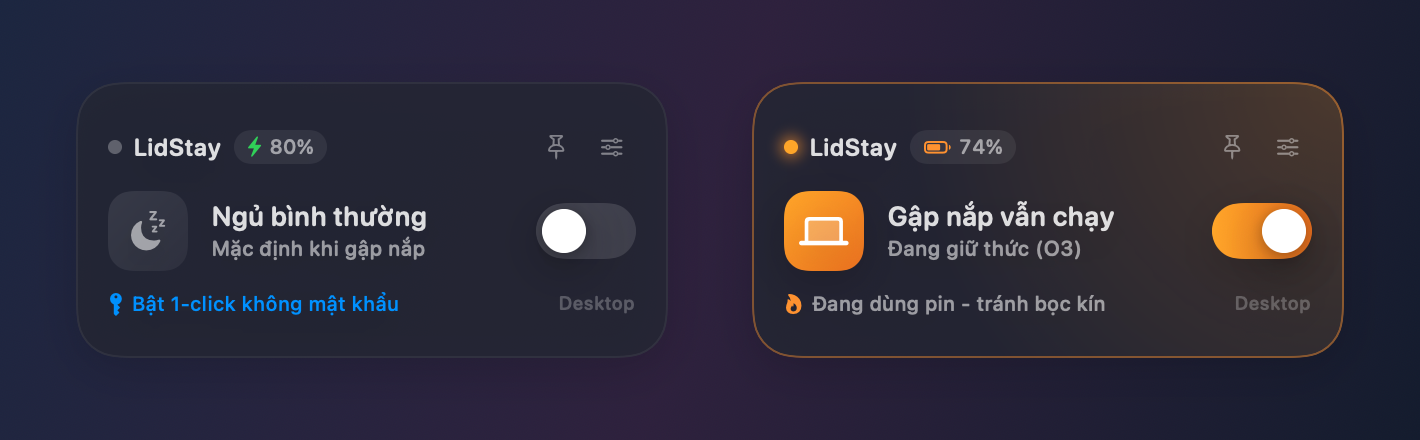 LidStay 80%
Ngủ bình thường
Mặc định khi gập nắp
Bật 1-click không mật khẩu
Desktop
LidStay 74%
Gập nắp vẫn chạy
Đang giữ thức (O3)
Đang dùng pin - tránh bọc kín
Desktop